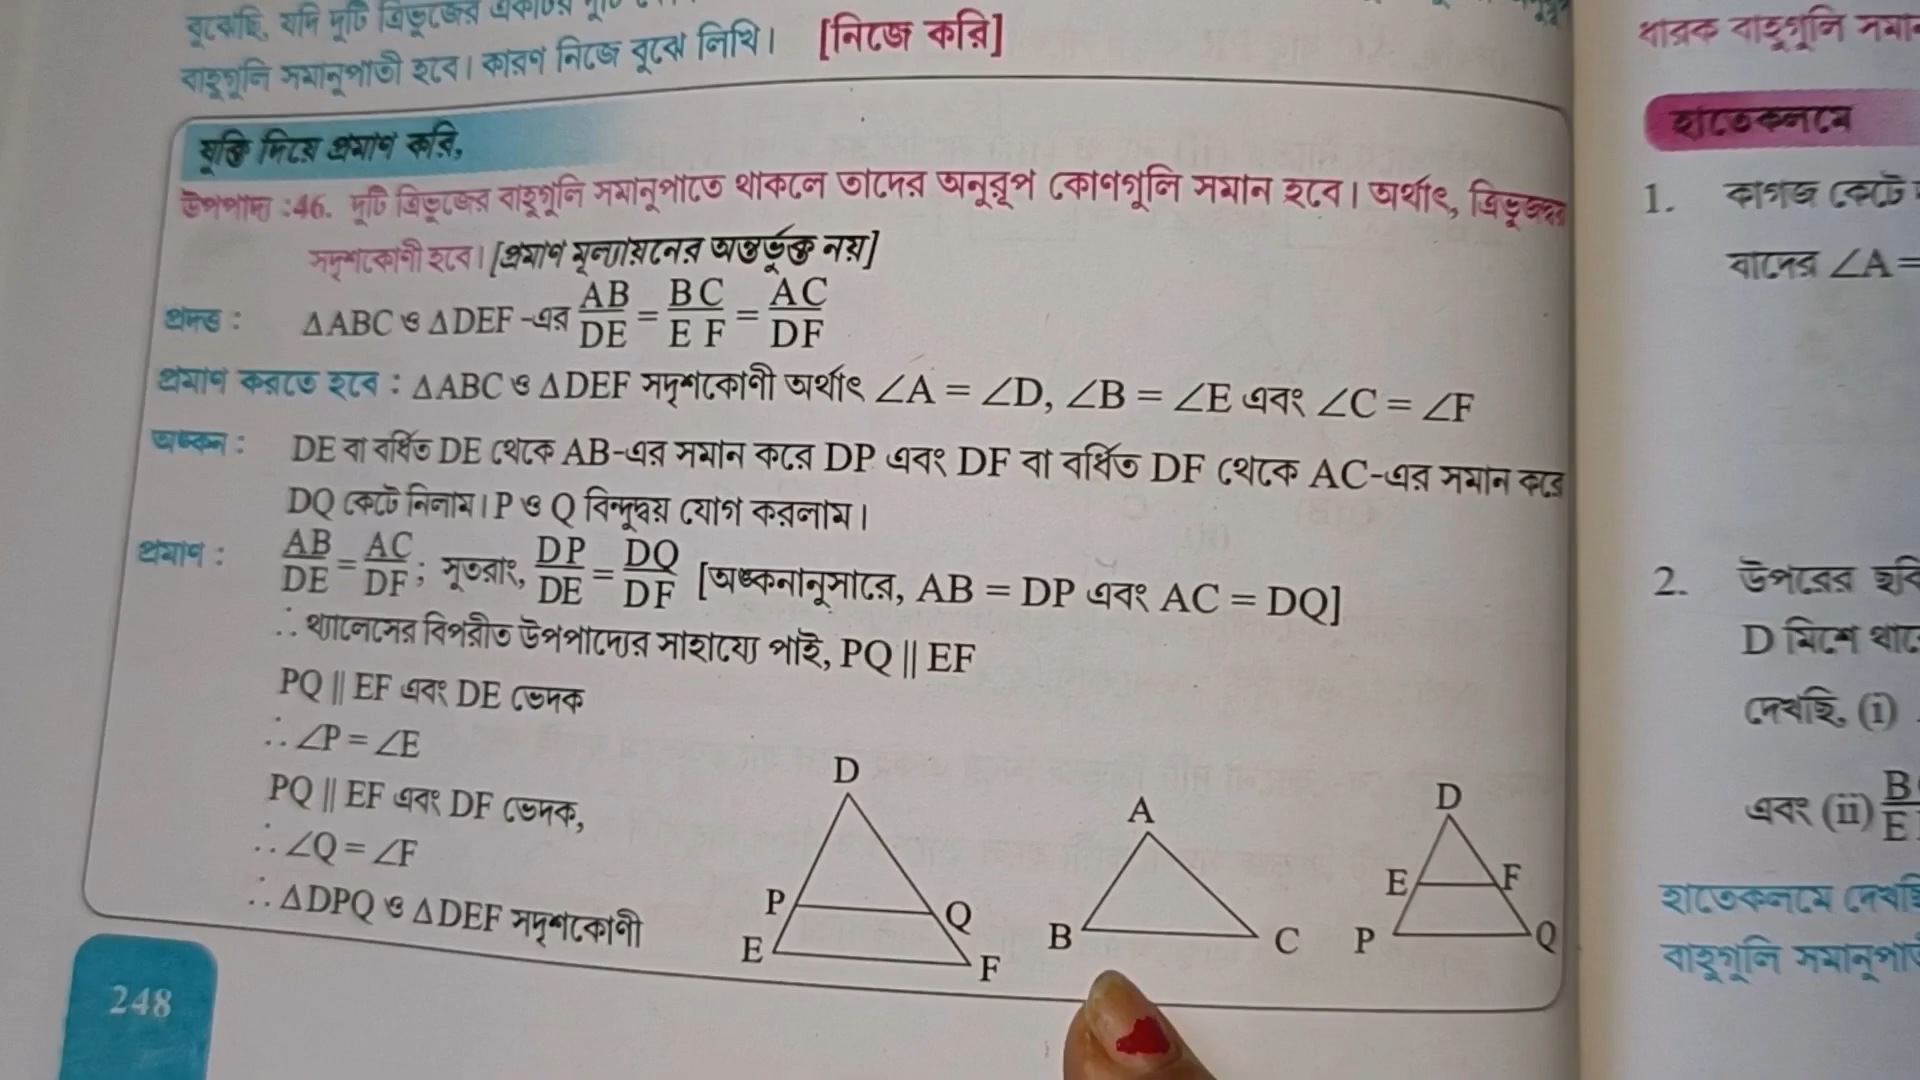 বুঝেছি, যদি দুটি ত্রিভুজের একটির দুটি
বাহুগুলি সমানুপাতী হবে। কারণ নিজে বুঝে লিখি। [নিজে করি]
যুক্তি দিয়ে প্রমাণ করি,
উপপাদ্য :46. দুটি ত্রিভুজের বাহুগুলি সমানুপাতে থাকলে তাদের অনুরূপ কোণগুলি সমান হবে। অর্থাৎ, ত্রিভুজদ্বয়
সদৃশকোণী হবে। [প্রমাণ মূল্যায়নের অন্তর্ভুক্ত নয়]
প্রদত্ত : ΔABC ও ΔDEF -এর AB/DE = BC/EF = AC/DF
প্রমাণ করতে হবে : ΔABC ও ΔDEF সদৃশকোণী অর্থাৎ ∠A = ∠D, ∠B = ∠E এবং ∠C = ∠F
অঙ্কন : DE বা বর্ধিত DE থেকে AB-এর সমান করে DP এবং DF বা বর্ধিত DF থেকে AC-এর সমান করে
DQ কেটে নিলাম। P ও Q বিন্দুদ্বয় যোগ করলাম।
প্রমাণ : AB/DE = AC/DF; সুতরাং, DP/DE = DQ/DF [অঙ্কনানুসারে, AB = DP এবং AC = DQ]
∴ থ্যালেসের বিপরীত উপপাদ্যের সাহায্যে পাই, PQ || EF
PQ || EF এবং DE ভেদক
∴ ∠P = ∠E
PQ || EF এবং DF ভেদক,
∴ ∠Q = ∠F
∴ ΔDPQ ও ΔDEF সদৃশকোণী
D
P Q
E F
A
B C
D
E F
P Q
248
ধারক বাহুগুলি সমান
হাতেকলমে
1. কাগজ কেটে
যাদের ∠A =
2. উপরের ছবি
D মিশে
দেখছি, (i)
এবং (ii) B/E
হাতেকলমে দেখছি
বাহুগুলি সমানুপা